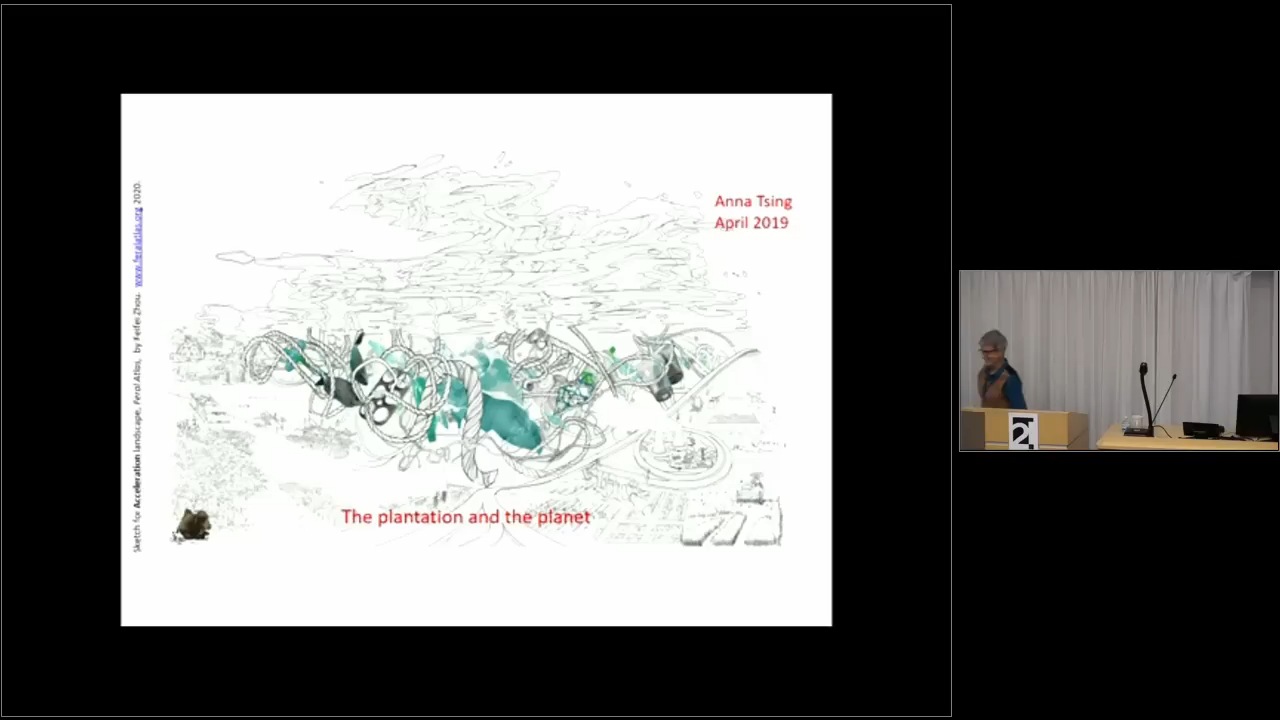 Anna Tsing
April 2019
Sketch for Acceleration landscape, Feral Atlas, by Feifei Zhou. www.feralatlas.org 2020.
The plantation and the planet
2